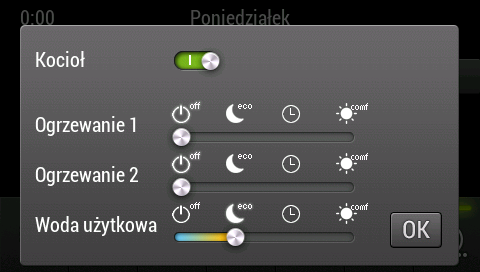 0:00 Poniedziałek
Kocioł
off eco comf
Ogrzewanie 1
off eco comf
Ogrzewanie 2
off eco comf
Woda użytkowa
OK